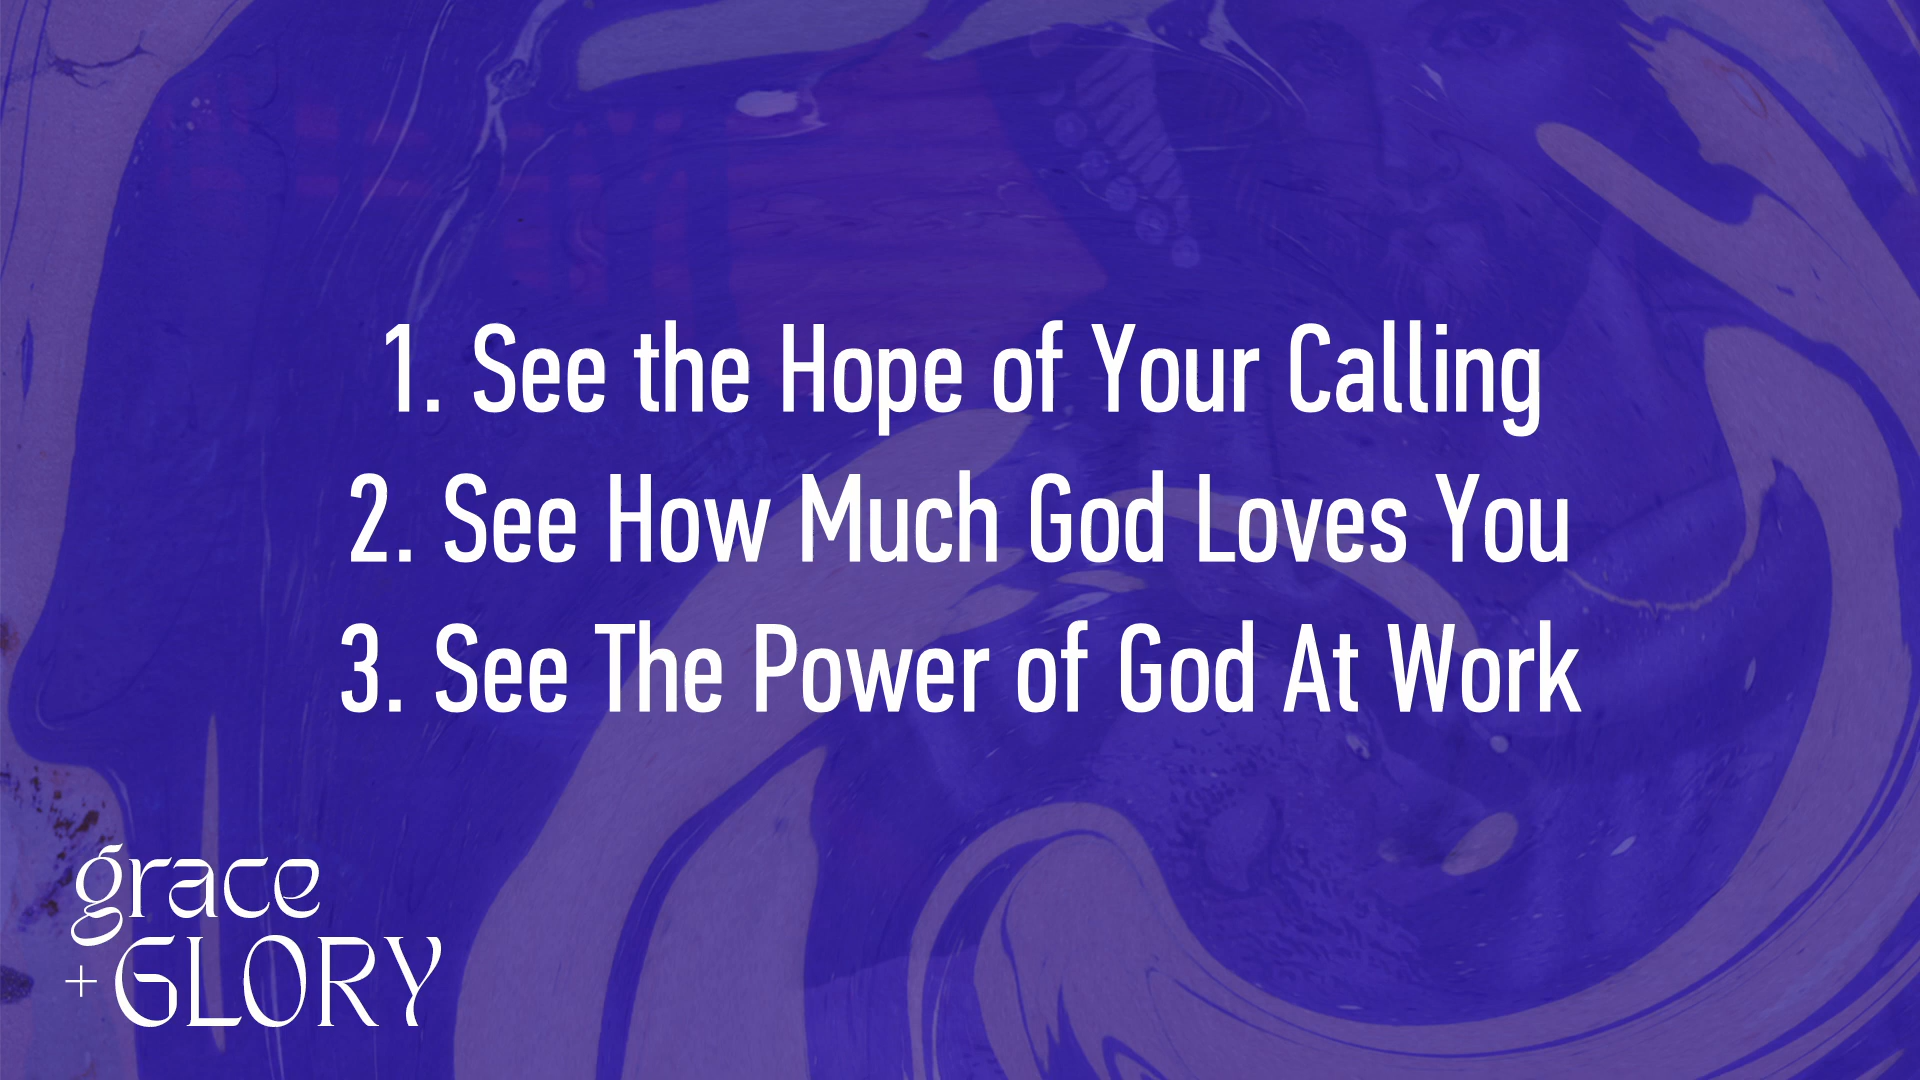 1. See the Hope of Your Calling
2. See How Much God Loves You
3. See The Power of God At Work
grace
+ GLORY